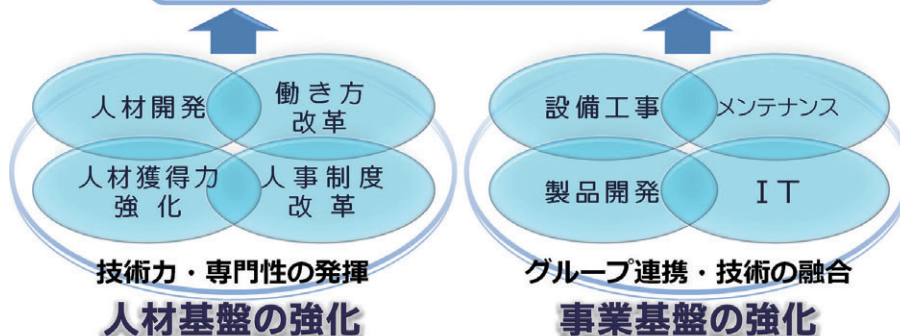 人材開発
働き方
改革
人材獲得力
強化
人事制度
改革
技術力・専門性の発揮
人材基盤の強化
設備工事
メンテナンス
製品開発
IT
グループ連携・技術の融合
事業基盤の強化